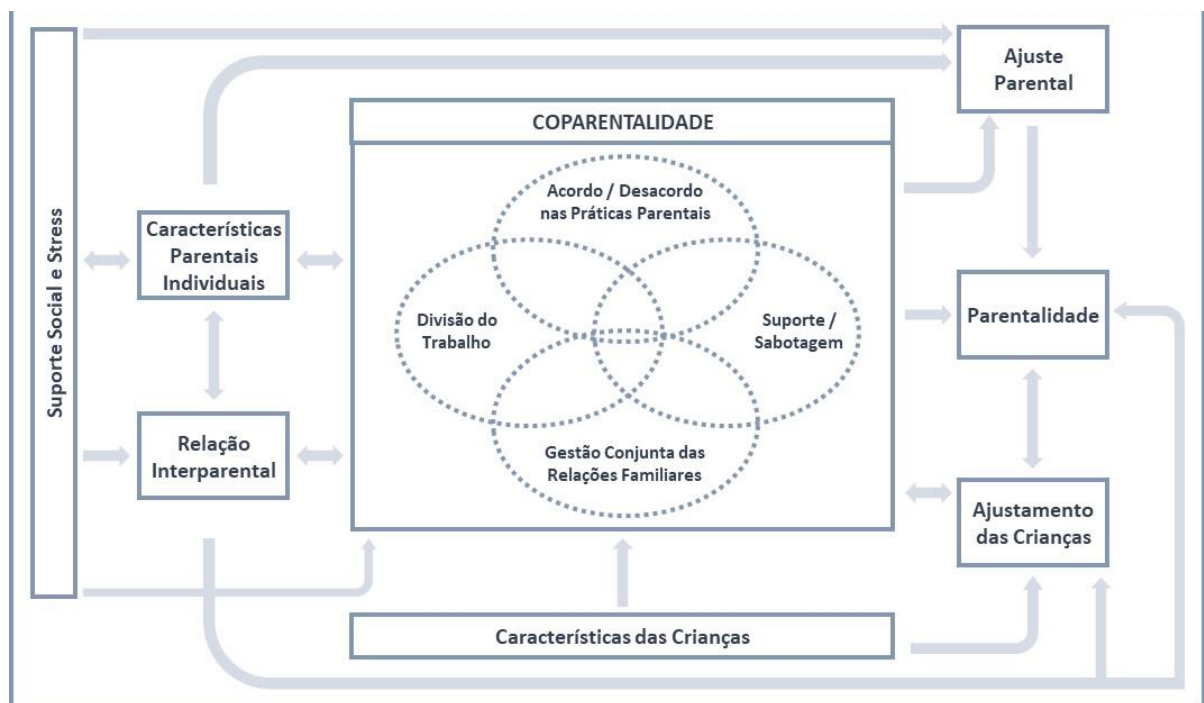 Suporte Social e Stress
Ajuste
Parental
COPARENTALIDADE
Acordo / Desacordo
nas Práticas Parentais
Características
Parentais
Individuais
Divisão do
Trabalho
Suporte /
Sabotagem
Parentalidade
Relação
Interparental
Gestão Conjunta das
Relações Familiares
Ajustamento
das Crianças
Características das Crianças